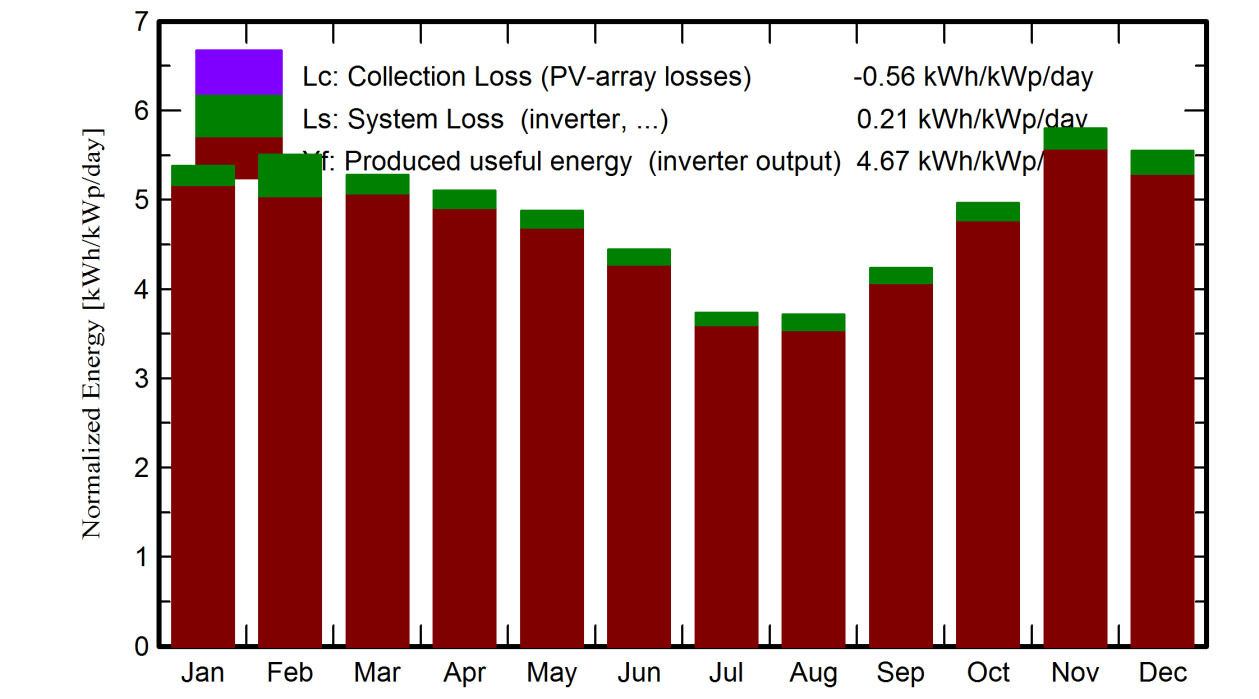 7
Lc: Collection Loss (PV-array losses) -0.56 kWh/kWp/day
6
Ls: System Loss (inverter, ...) 0.21 kWh/kWp/day
Produced useful energy (inverter output) 4.67 kWh/kWp/
5
4
3
2
1
0
Normalized Energy [kWh/kWp/day]
Jan Feb Mar Apr May Jun Jul Aug Sep Oct Nov Dec